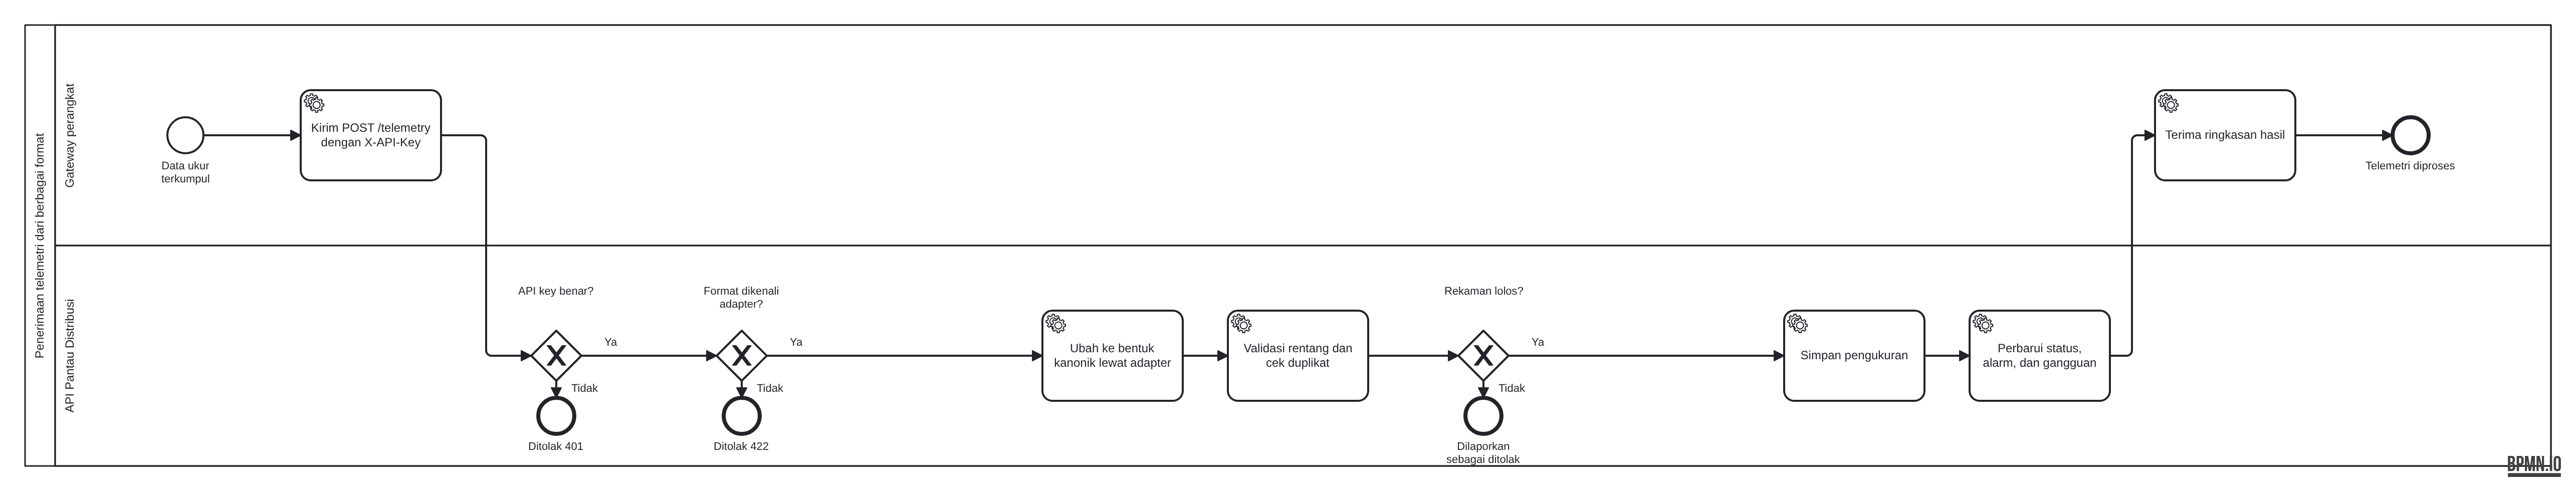 Penerimaan telemetri dari berbagai format
Gateway perangkat
Data ukur
terkumpul
Kirim POST /telemetry
dengan X-API-Key
Terima ringkasan hasil
Telemetri diproses
API Pantau Distribusi
API key benar?
Ya
Tidak
Ditolak 401
Format dikenali
adapter?
Ya
Tidak
Ditolak 422
Ubah ke bentuk
kanonik lewat adapter
Validasi rentang dan
cek duplikat
Rekaman lolos?
Ya
Tidak
Dilaporkan
sebagai ditolak
Simpan pengukuran
Perbarui status,
alarm, dan gangguan
BPMN.IO